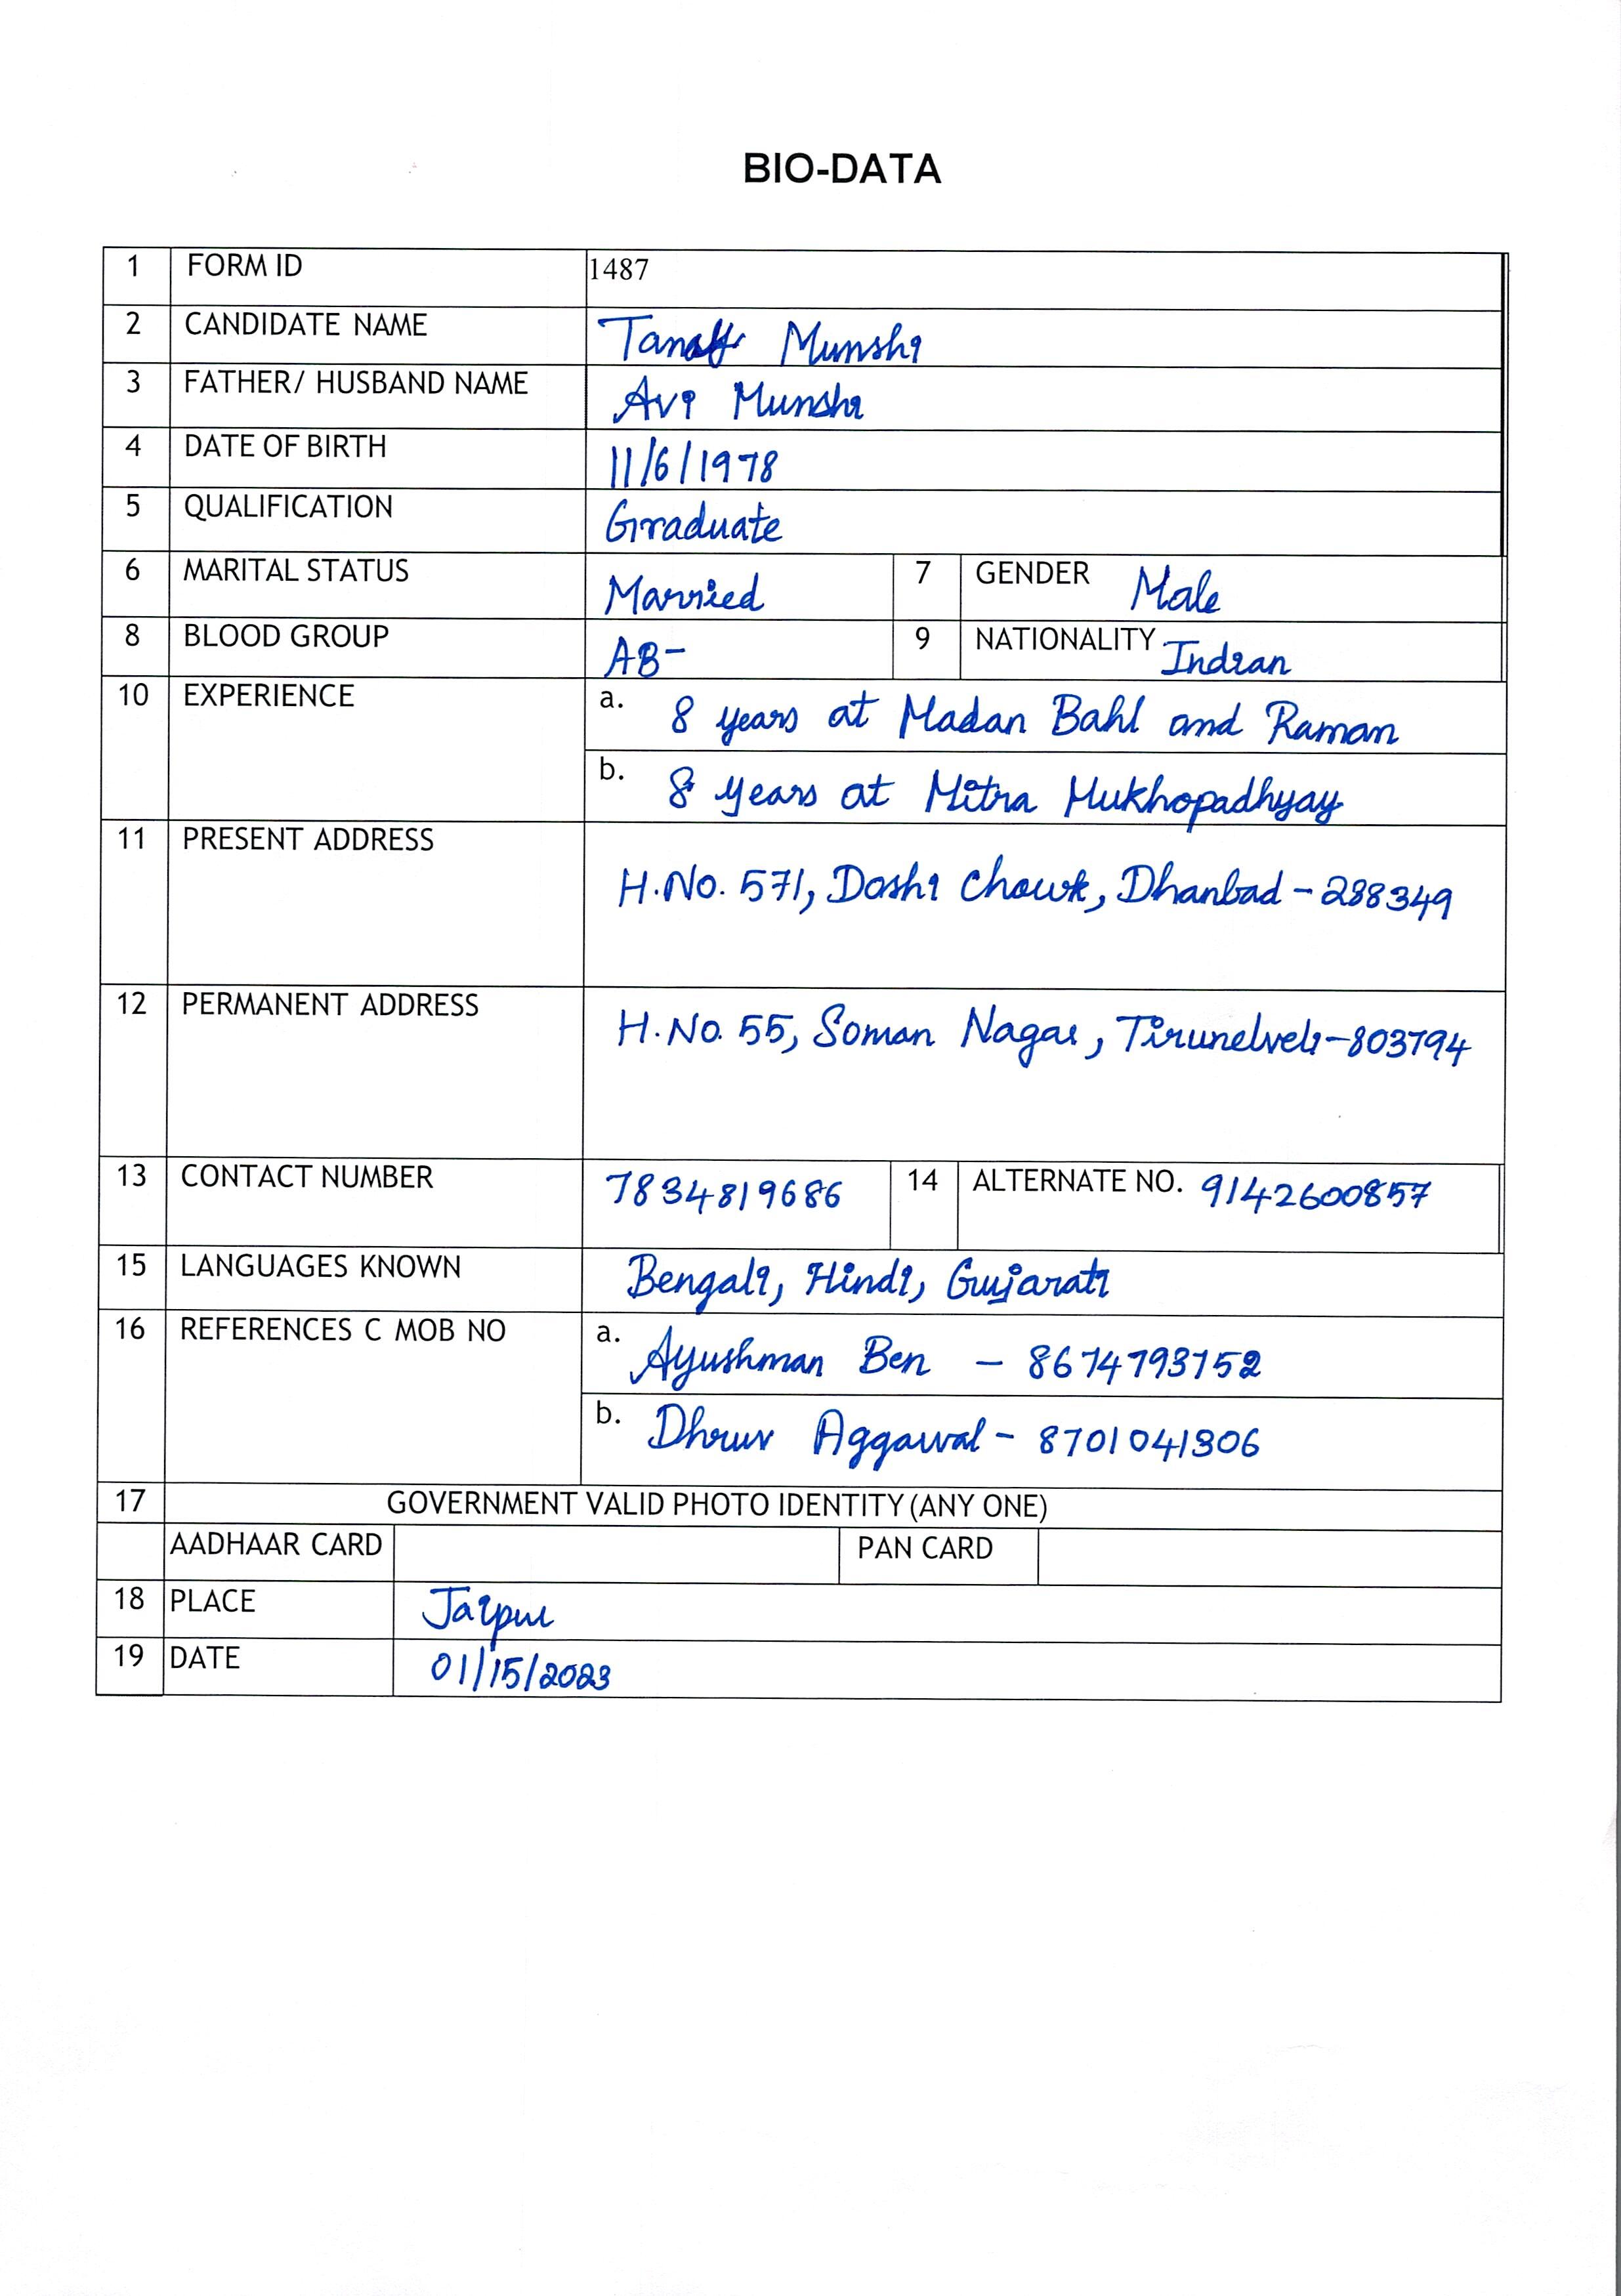 BIO-DATA
1 FORM ID 1487
2 CANDIDATE NAME Munshi
3 FATHER/ HUSBAND NAME Avi Munshi
4 DATE OF BIRTH 11/6/1978
5 QUALIFICATION Graduate
6 MARITAL STATUS Married 7 GENDER Male
8 BLOOD GROUP AB- 9 NATIONALITY Indian
10 EXPERIENCE a. 8 years at Madan Bahl and Raman
b. 8 years at Mitra Mukhopadhyay
11 PRESENT ADDRESS H.No. 571, Doshi Chowk, Dhanbad - 288349
12 PERMANENT ADDRESS H.No. 55, Soman Nagar, Tirunelveli-803794
13 CONTACT NUMBER 7834819686 14 ALTERNATE NO. 9142600857
15 LANGUAGES KNOWN Bengali, Hindi, Gujarati
16 REFERENCES C MOB NO a. Ayushman Ben - 8674793752
b. Dhruv Aggarwal - 8701041306
17 GOVERNMENT VALID PHOTO IDENTITY (ANY ONE)
AADHAAR CARD PAN CARD
18 PLACE Jaipur
19 DATE 01/15/2023